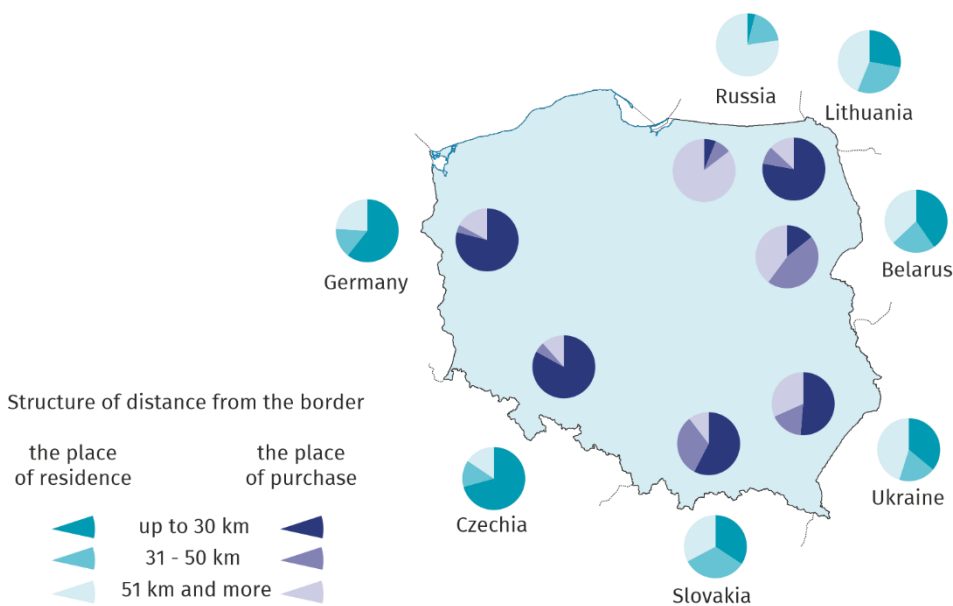 Russia
Lithuania
Germany
Belarus
Structure of distance from the border
the place
of residence
the place
of purchase
up to 30 km
31 - 50 km
51 km and more
Czechia
Ukraine
Slovakia